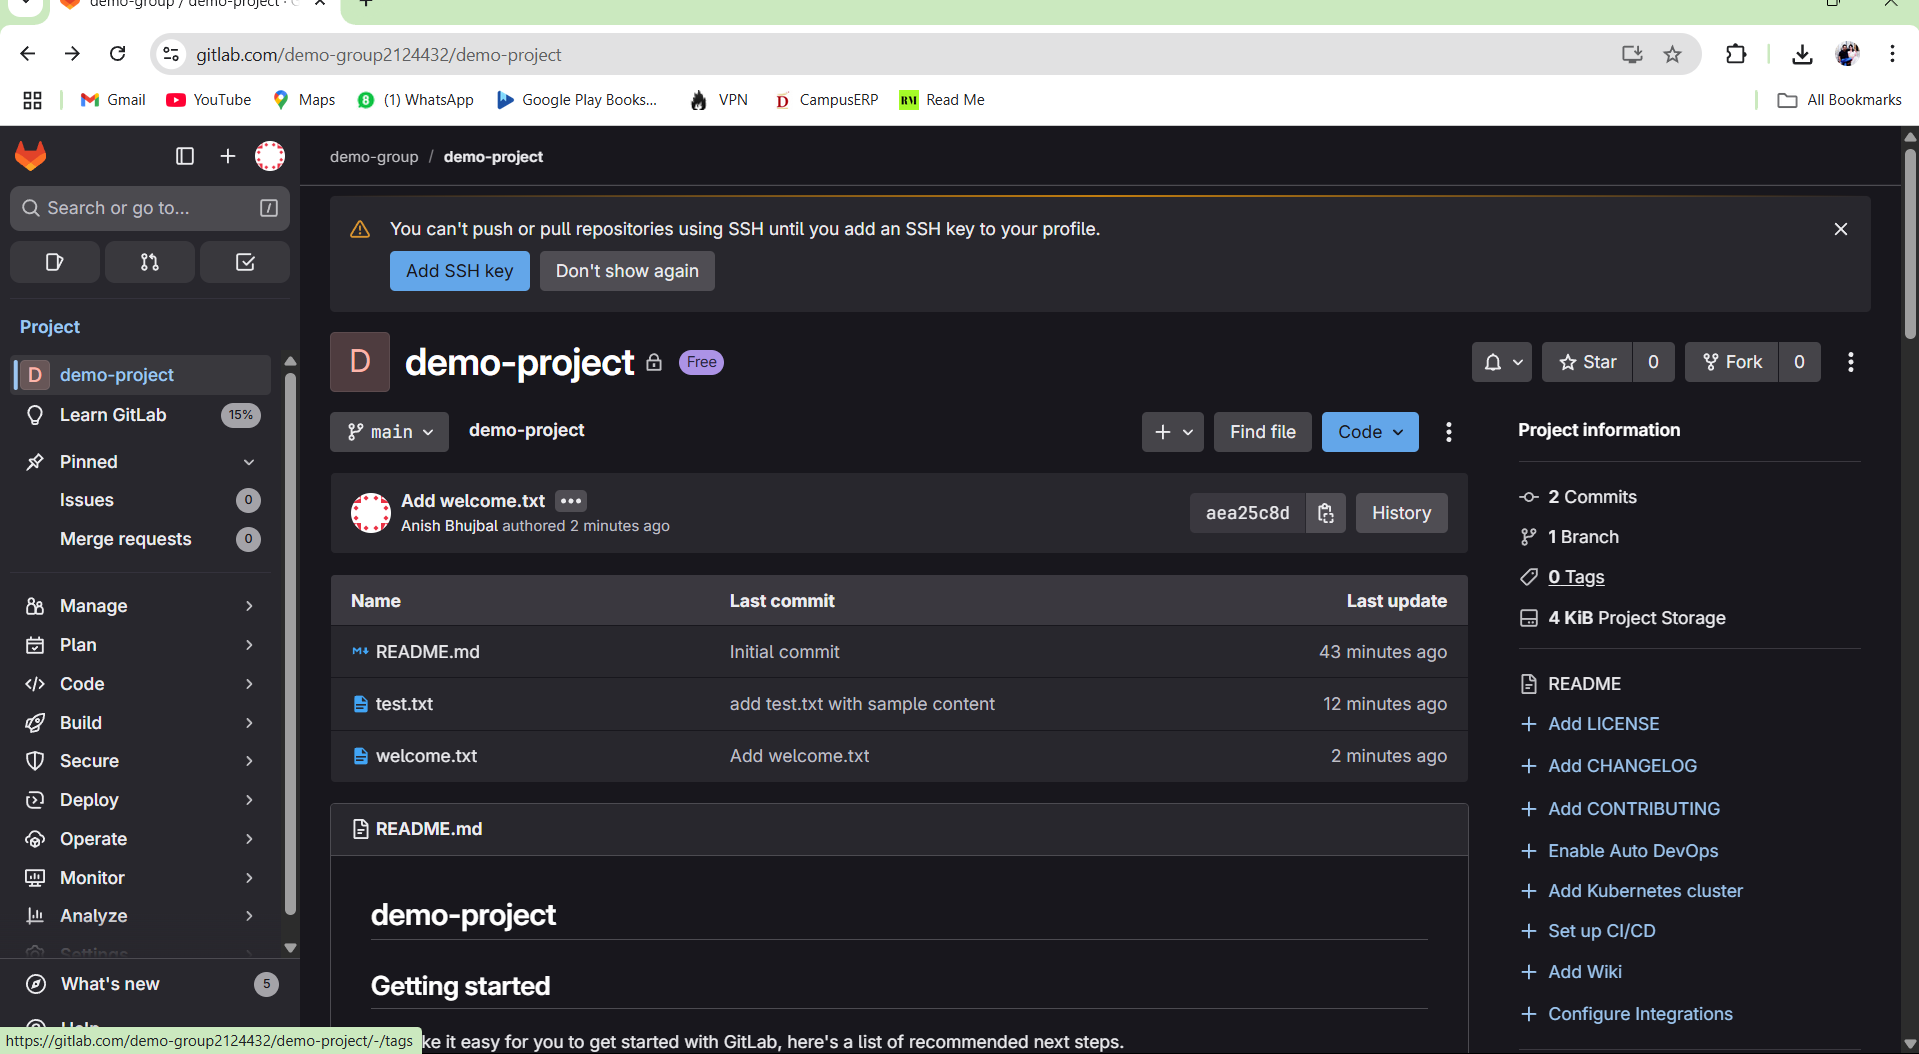 demo-group / demo-project ·
gitlab.com/demo-group2124432/demo-project
Gmail
YouTube
Maps
(1) WhatsApp
Google Play Books...
VPN
CampusERP
RM
Read Me
All Bookmarks
demo-group / demo-project
Search or go to...
/
You can't push or pull repositories using SSH until you add an SSH key to your profile.
Add SSH key
Don't show again
Project
D
demo-project
Learn GitLab
15%
Pinned
Issues
0
Merge requests
0
Manage
Plan
Code
Build
Secure
Deploy
Operate
Monitor
Analyze
Settings
What's new
5
Help
https://gitlab.com/demo-group2124432/demo-project/-/tags
D
demo-project
Free
Star
0
Fork
0
main
demo-project
Find file
Code
Add welcome.txt
Anish Bhujbal authored 2 minutes ago
aea25c8d
History
Name
Last commit
Last update
README.md
Initial commit
43 minutes ago
test.txt
add test.txt with sample content
12 minutes ago
welcome.txt
Add welcome.txt
2 minutes ago
README.md
demo-project
Getting started
it easy for you to get started with GitLab, here's a list of recommended next steps.
Project information
2 Commits
1 Branch
0 Tags
4 KiB Project Storage
README
Add LICENSE
Add CHANGELOG
Add CONTRIBUTING
Enable Auto DevOps
Add Kubernetes cluster
Set up CI/CD
Add Wiki
Configure Integrations